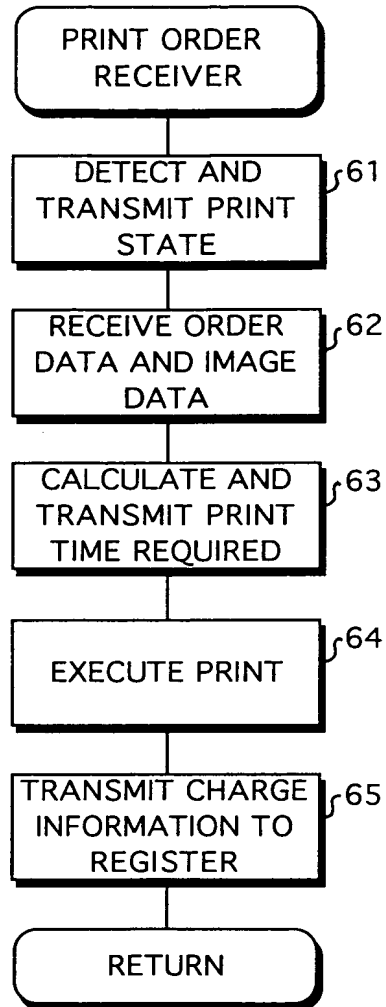 PRINT ORDER
RECEIVER
61
DETECT AND
TRANSMIT PRINT
STATE
62
RECEIVE ORDER
DATA AND IMAGE
DATA
63
CALCULATE AND
TRANSMIT PRINT
TIME REQUIRED
64
EXECUTE PRINT
65
TRANSMIT CHARGE
INFORMATION TO
REGISTER
RETURN